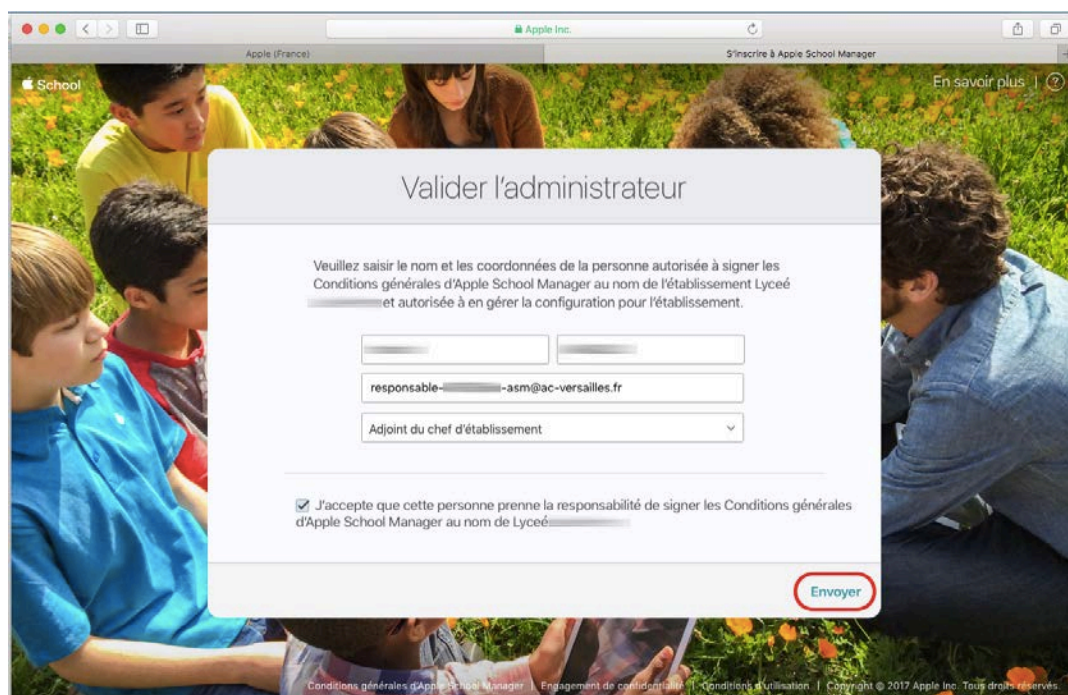 Apple Inc.
Apple (France)
S'inscrire à Apple School Manager
School
En savoir plus | ?
Valider l'administrateur
Veuillez saisir le nom et les coordonnées de la personne autorisée à signer les
Conditions générales d'Apple School Manager au nom de l'établissement Lyceé
et autorisée à en gérer la configuration pour l'établissement.
responsable- -asm@ac-versailles.fr
Adjoint du chef d'établissement
J'accepte que cette personne prenne la responsabilité de signer les Conditions générales
d'Apple School Manager au nom de Lyceé
Envoyer
Conditions générales d'Apple School Manager | Engagement de confidentialité | Conditions d'utilisation | Copyright © 2017 Apple Inc. Tous droits réservés.